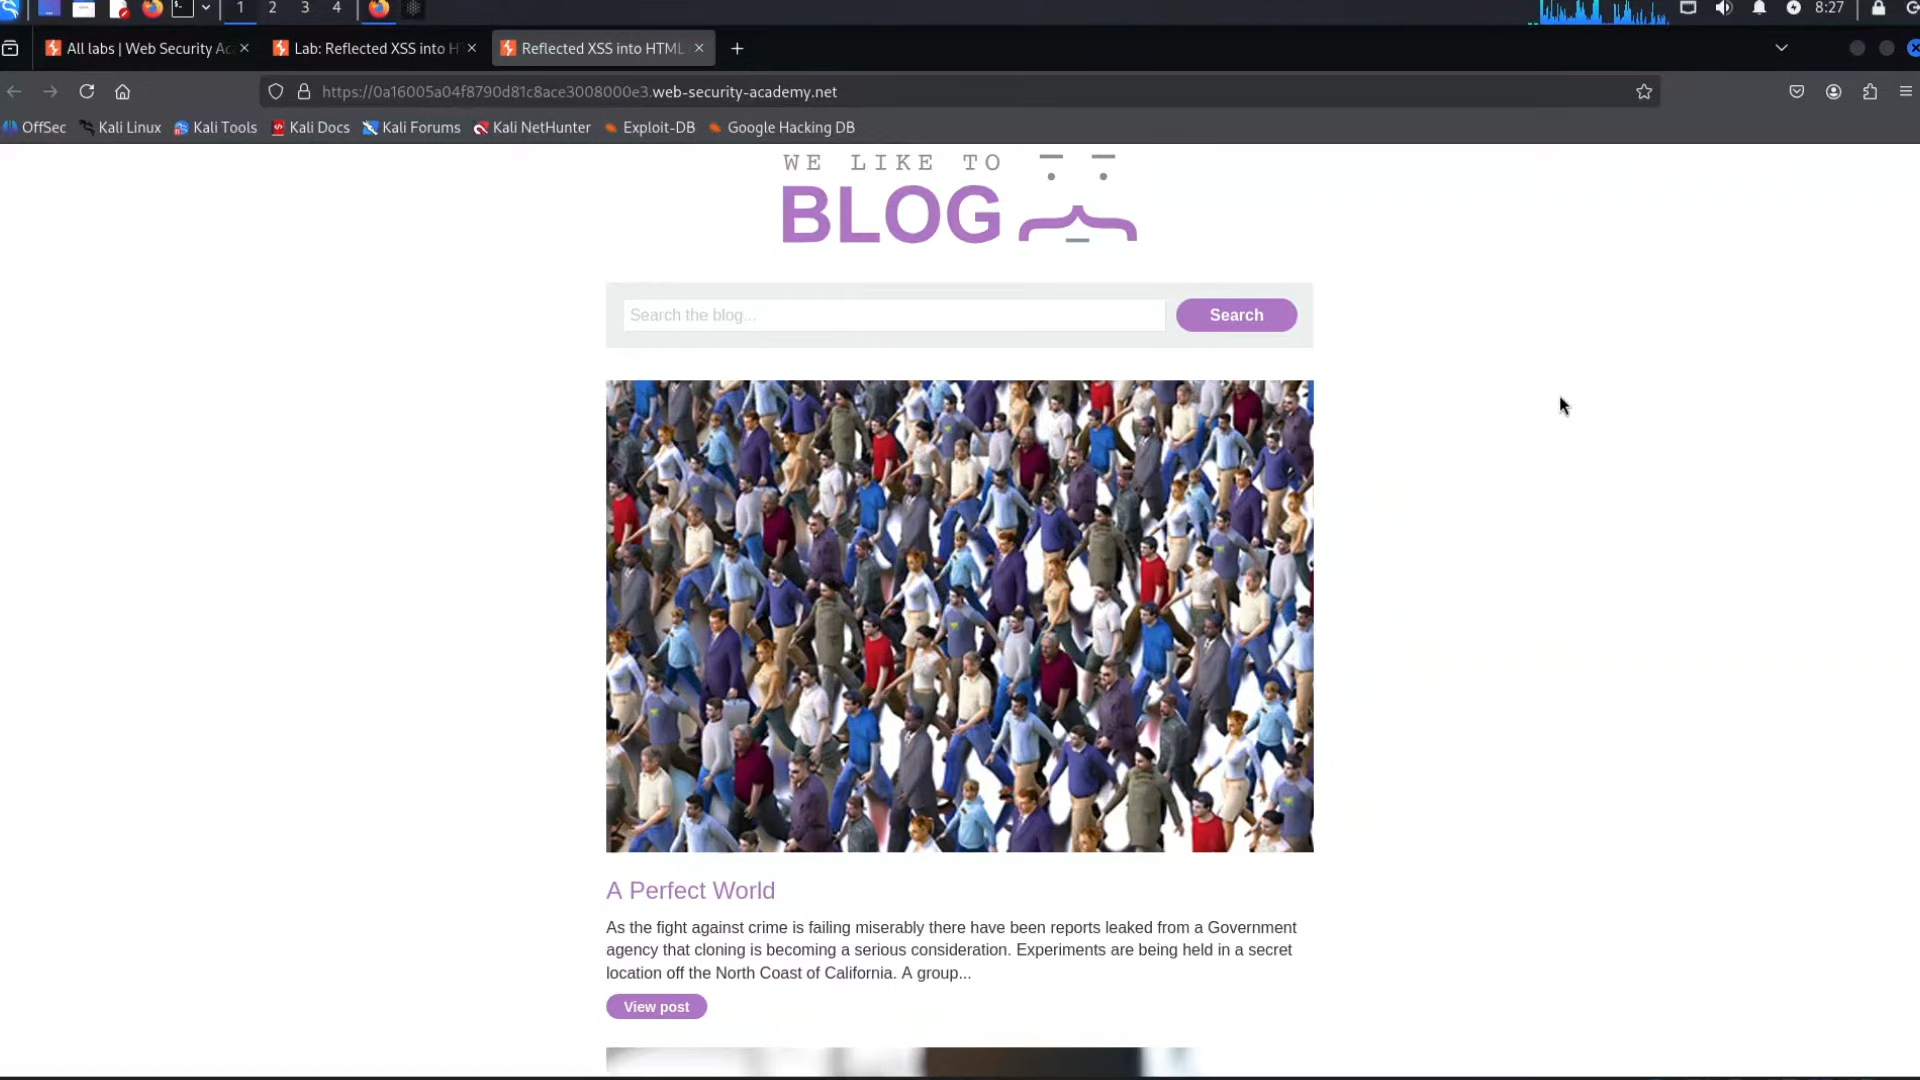 1 2 3 4 8:27
All labs | Web Security Ac
Lab: Reflected XSS into H
Reflected XSS into HTML
https://0a16005a04f8790d81c8ace3008000e3.web-security-academy.net
OffSec Kali Linux Kali Tools Kali Docs Kali Forums Kali NetHunter Exploit-DB Google Hacking DB
WE LIKE TO
BLOG
Search the blog... Search
A Perfect World
As the fight against crime is failing miserably there have been reports leaked from a Government
agency that cloning is becoming a serious consideration. Experiments are being held in a secret
location off the North Coast of California. A group...
View post